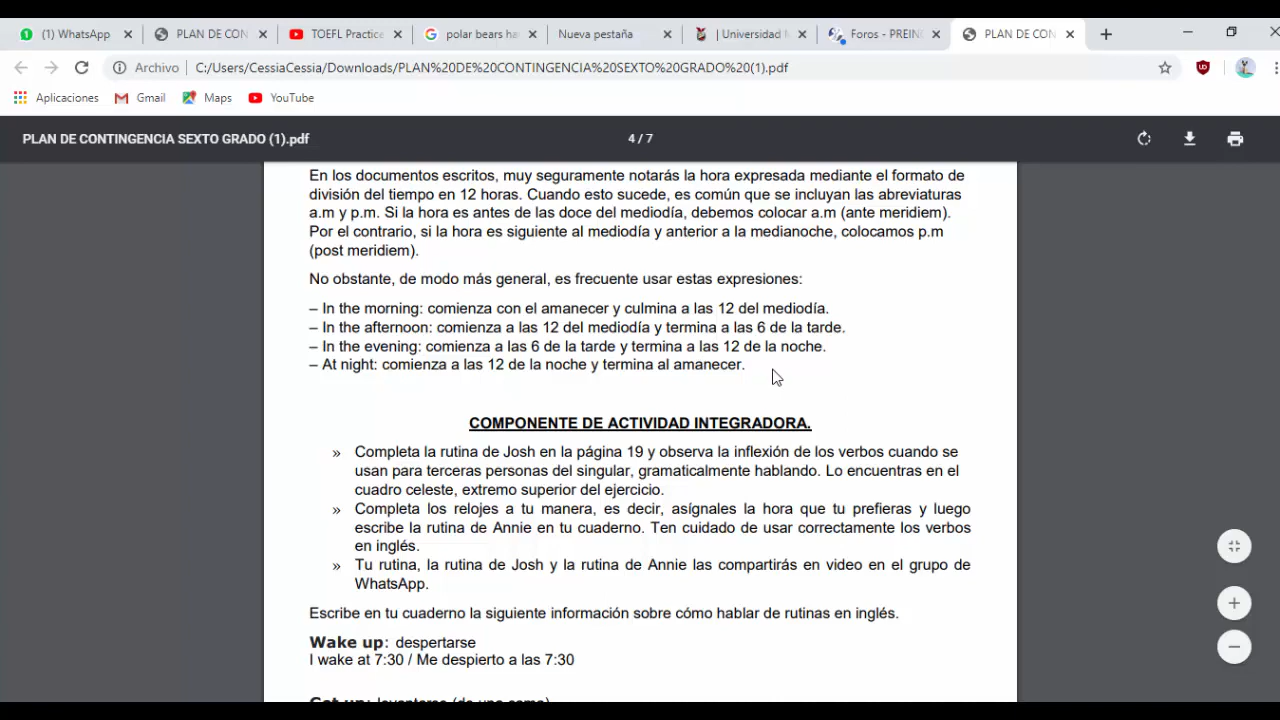 (1) WhatsApp
PLAN DE CON
TOEFL Practice
polar bears ha
Nueva pestaña
| Universidad
Foros - PREIN
PLAN DE CON
Archivo
C:/Users/CessiaCessia/Downloads/PLAN%20DE%20CONTINGENCIA%20SEXTO%20GRADO%20(1).pdf
Aplicaciones
Gmail
Maps
YouTube
PLAN DE CONTINGENCIA SEXTO GRADO (1).pdf
4 / 7
En los documentos escritos, muy seguramente notarás la hora expresada mediante el formato de
división del tiempo en 12 horas. Cuando esto sucede, es común que se incluyan las abreviaturas
a.m y p.m. Si la hora es antes de las doce del mediodía, debemos colocar a.m (ante meridiem).
Por el contrario, si la hora es siguiente al mediodía y anterior a la medianoche, colocamos p.m
(post meridiem).
No obstante, de modo más general, es frecuente usar estas expresiones:
– In the morning: comienza con el amanecer y culmina a las 12 del mediodía.
– In the afternoon: comienza a las 12 del mediodía y termina a las 6 de la tarde.
– In the evening: comienza a las 6 de la tarde y termina a las 12 de la noche.
– At night: comienza a las 12 de la noche y termina al amanecer.
COMPONENTE DE ACTIVIDAD INTEGRADORA.
» Completa la rutina de Josh en la página 19 y observa la inflexión de los verbos cuando se
usan para terceras personas del singular, gramaticalmente hablando. Lo encuentras en el
cuadro celeste, extremo superior del ejercicio.
» Completa los relojes a tu manera, es decir, asígnales la hora que tu prefieras y luego
escribe la rutina de Annie en tu cuaderno. Ten cuidado de usar correctamente los verbos
en inglés.
» Tu rutina, la rutina de Josh y la rutina de Annie las compartirás en video en el grupo de
WhatsApp.
Escribe en tu cuaderno la siguiente información sobre cómo hablar de rutinas en inglés.
Wake up: despertarse
I wake at 7:30 / Me despierto a las 7:30
Get up: levantarse (de una cama)